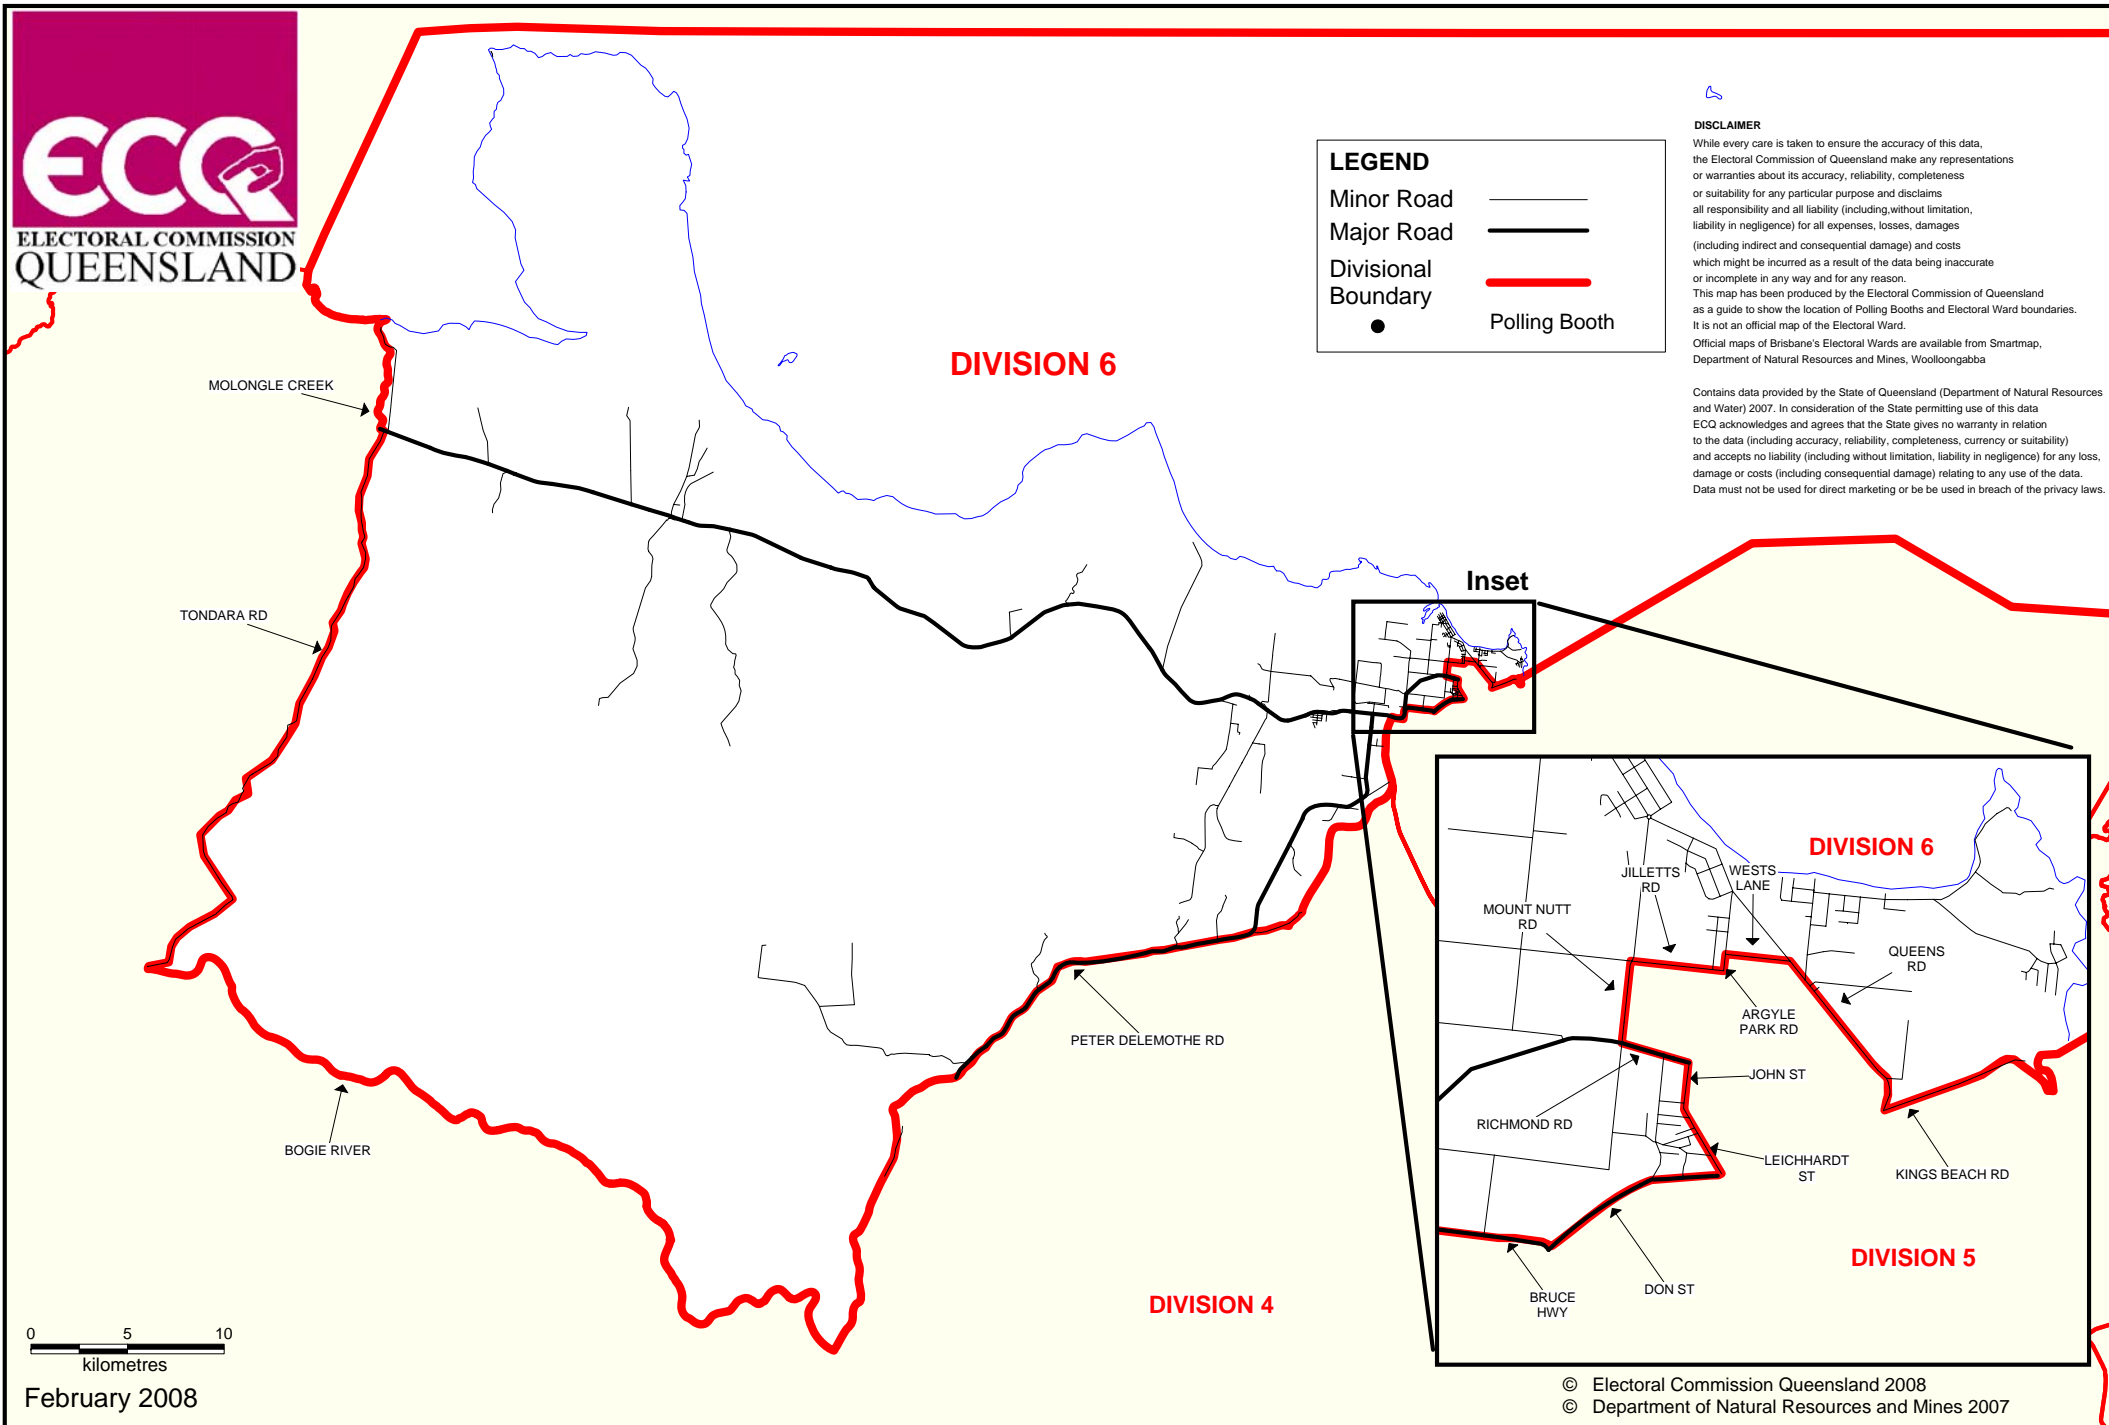 ECQ
ELECTORAL COMMISSION
QUEENSLAND
DIVISION 6
LEGEND
Minor Road
Major Road
Divisional
Boundary
Polling Booth
DISCLAIMER
While every care is taken to ensure the accuracy of this data,
the Electoral Commission of Queensland make any representations
or warranties about its accuracy, reliability, completeness
or suitability for any particular purpose and disclaims
all responsibility and all liability (including,without limitation,
liability in negligence) for all expenses, losses, damages
(including indirect and consequential damage) and costs
which might be incurred as a result of the data being inaccurate
or incomplete in any way and for any reason.
This map has been produced by the Electoral Commission of Queensland
as a guide to show the location of Polling Booths and Electoral Ward boundaries.
It is not an official map of the Electoral Ward.
Official maps of Brisbane's Electoral Wards are available from Smartmap,
Department of Natural Resources and Mines, Woolloongabba
Contains data provided by the State of Queensland (Department of Natural Resources
and Water) 2007. In consideration of the State permitting use of this data
ECQ acknowledges and agrees that the State gives no warranty in relation
to the data (including accuracy, reliability, completeness, currency or suitability)
and accepts no liability (including without limitation, liability in negligence) for any loss,
damage or costs (including consequential damage) relating to any use of the data.
Data must not be used for direct marketing or be be used in breach of the privacy laws.
MOLONGLE CREEK
TONDARA RD
Inset
PETER DELEMOTHE RD
BOGIE RIVER
DIVISION 4
DIVISION 6
JILLETTS
RD
WESTS
LANE
MOUNT NUTT
RD
QUEENS
RD
ARGYLE
PARK RD
JOHN ST
RICHMOND RD
LEICHHARDT
ST
KINGS BEACH RD
DIVISION 5
DON ST
BRUCE
HWY
0 5 10
kilometres
February 2008
© Electoral Commission Queensland 2008
© Department of Natural Resources and Mines 2007